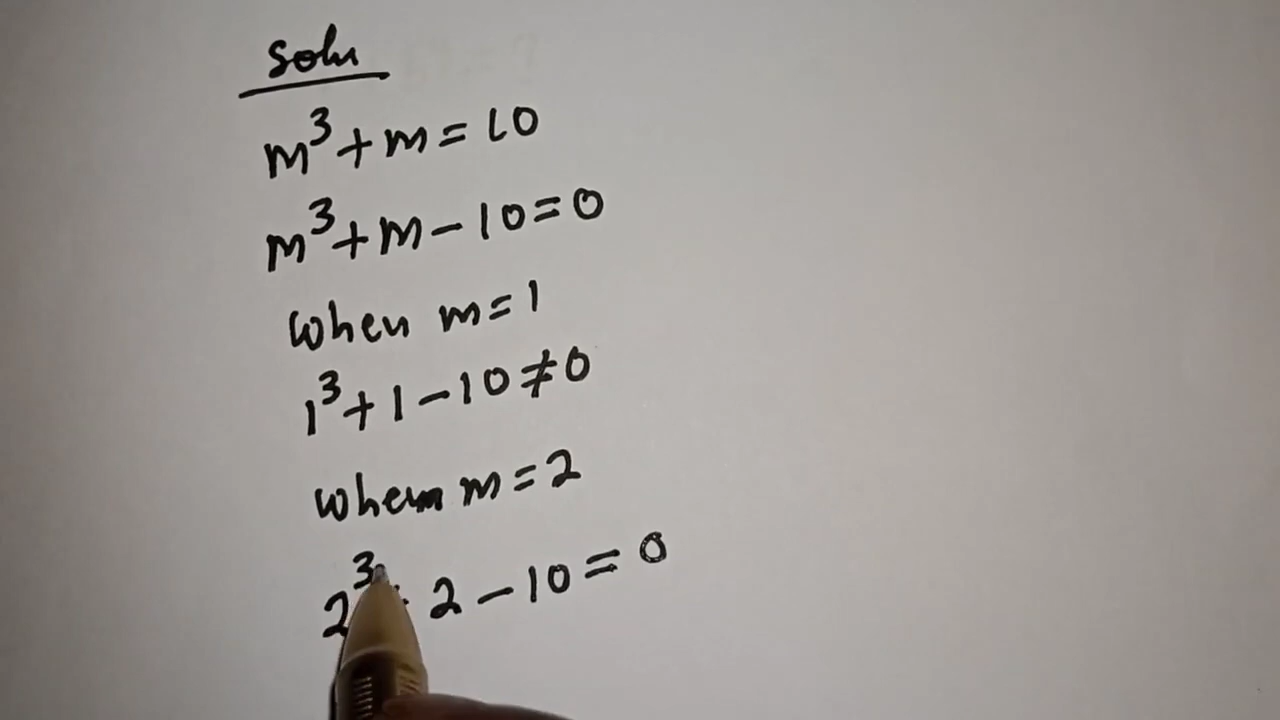 Soln
m³+m=10
m³+m-10=0
when m=1
1³+1-10≠0
when m=2
2³ 2-10=0